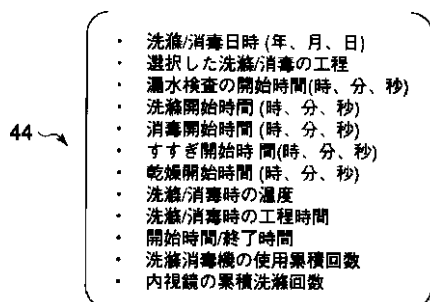 ・ 洗滌/消毒日時 (年、月、日)
・ 選択した洗滌/消毒の工程
・ 漏水検査の開始時間(時、分、秒)
・ 洗滌開始時間 (時、分、秒)
・ 消毒開始時間 (時、分、秒)
・ すすぎ開始時 間(時、分、秒)
44
・ 乾燥開始時間 (時、分、秒)
・ 洗滌/消毒時の温度
・ 洗滌/消毒時の工程時間
・ 開始時間/終了時間
・ 洗滌消毒機の使用累積回数
・ 内視鏡の累積洗滌回数